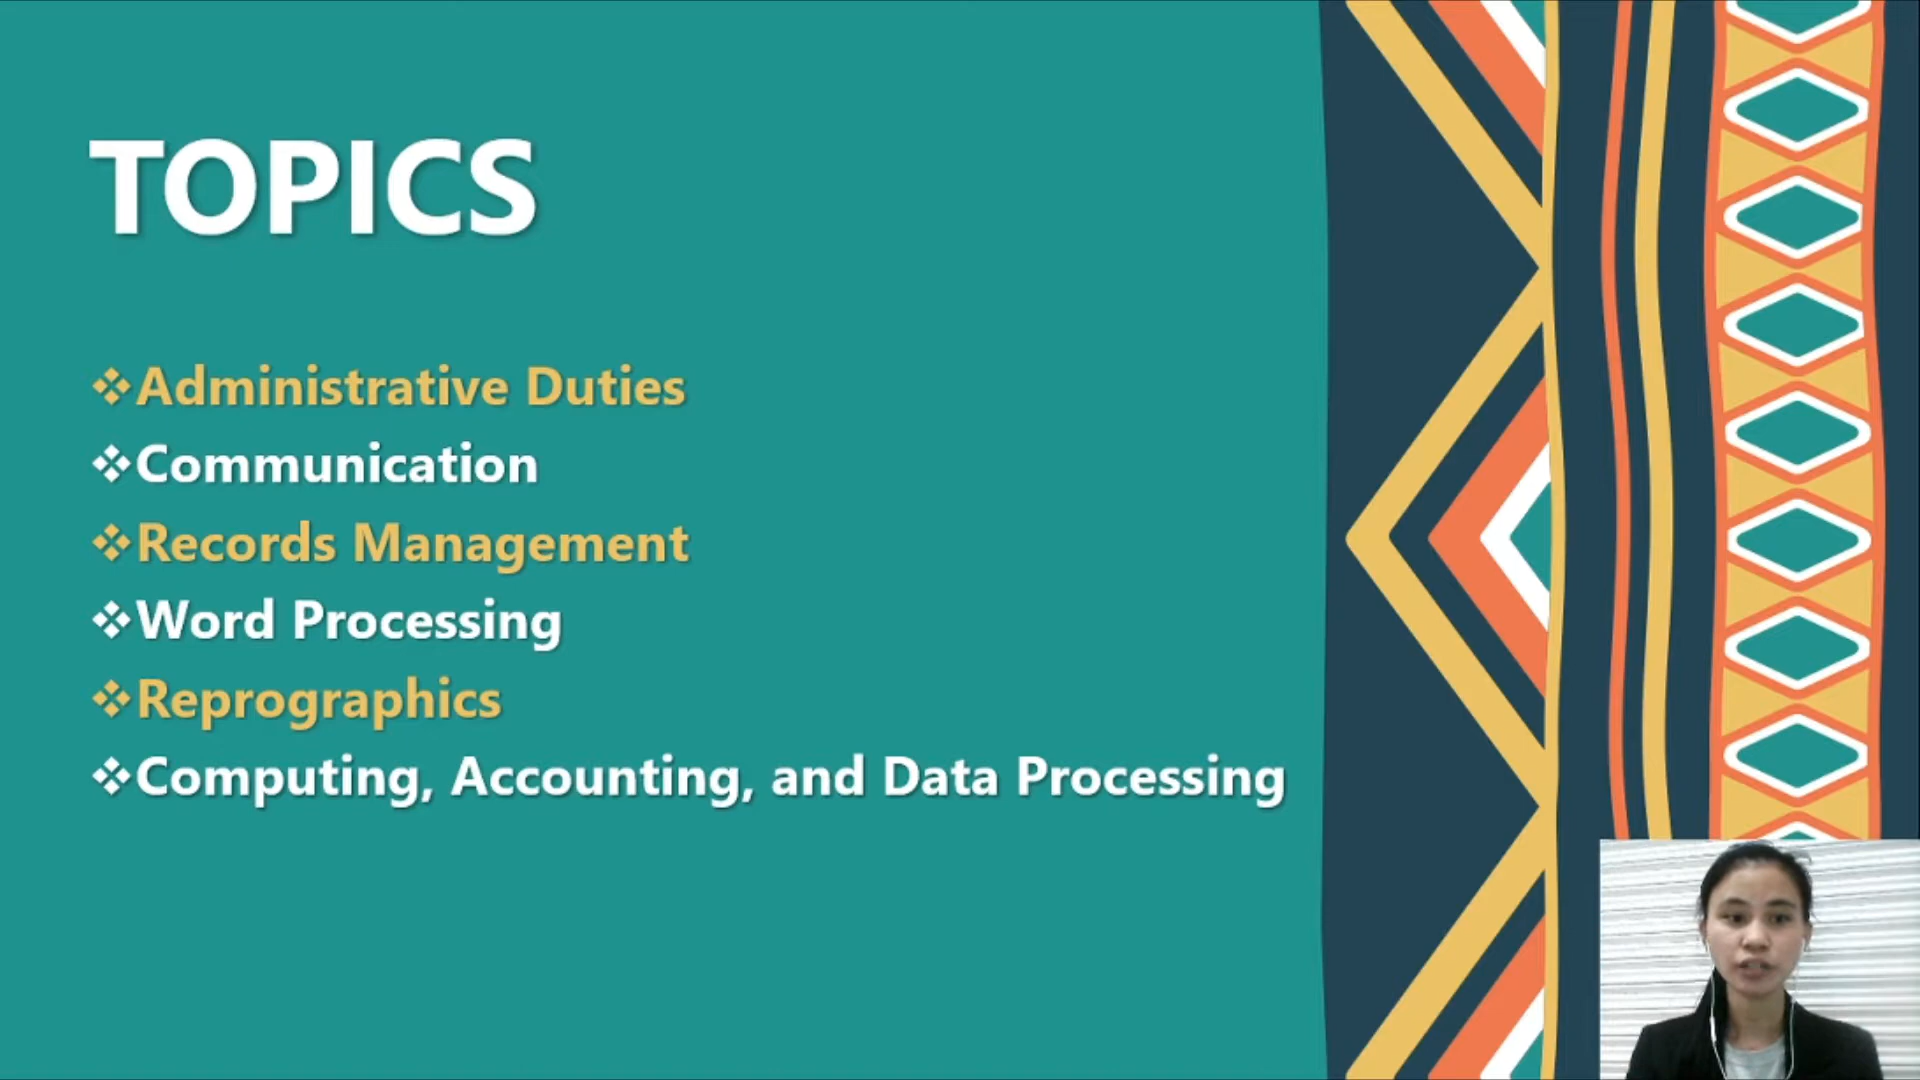 TOPICS
❖Administrative Duties
❖Communication
❖Records Management
❖Word Processing
❖Reprographics
❖Computing, Accounting, and Data Processing